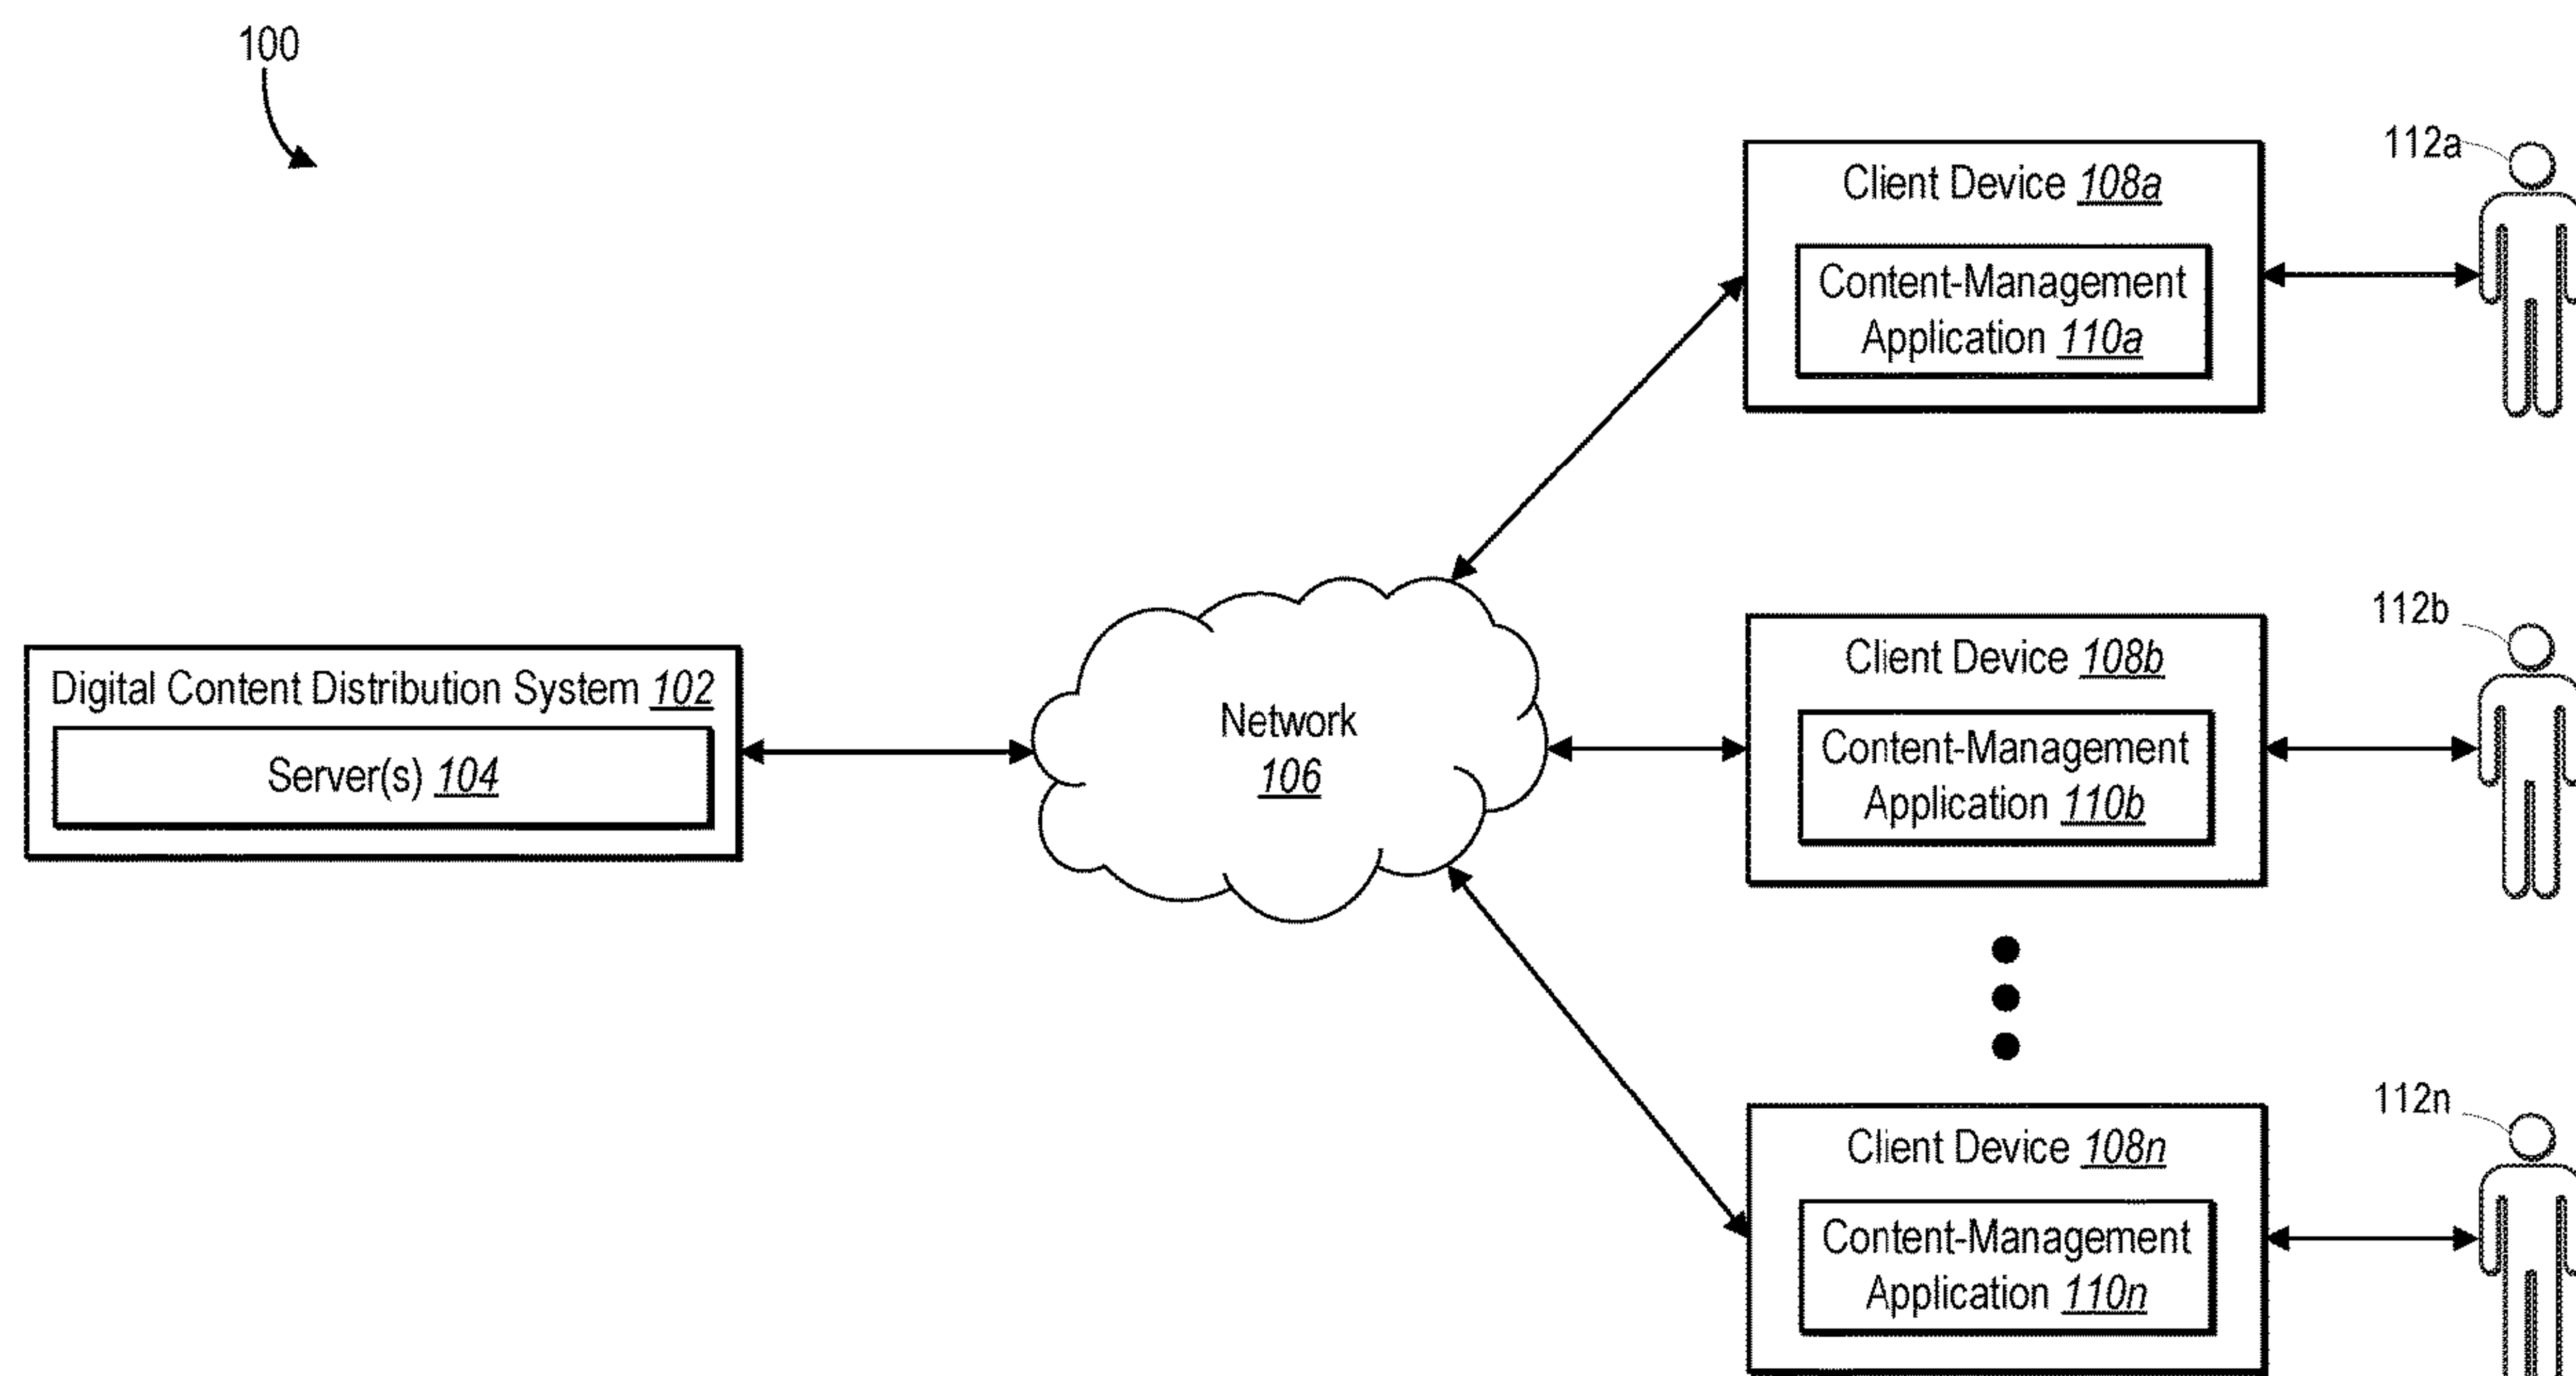 100
112a
Client Device 108a
Content-Management
Application 110a
112b
Client Device 108b
Content-Management
Application 110b
Digital Content Distribution System 102
Server(s) 104
Network
106
112n
Client Device 108n
Content-Management
Application 110n